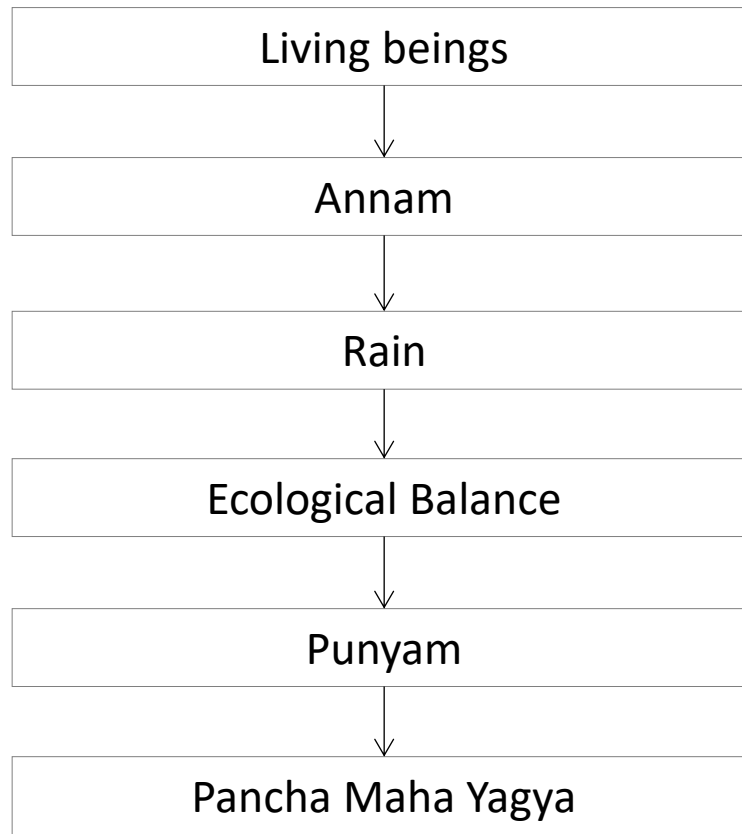 Living beings
Annam
Rain
Ecological Balance
Punyam
Pancha Maha Yagya